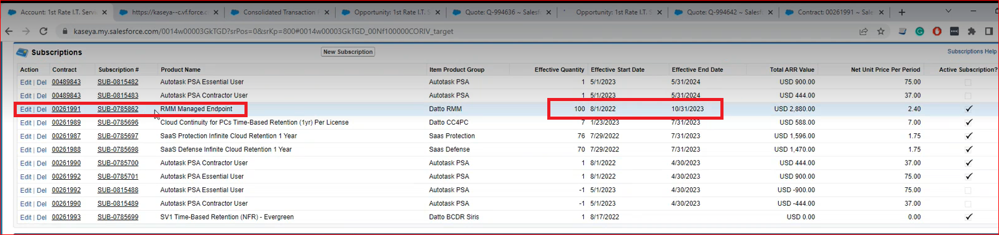 Account: 1st Rate I.T. Servi
https://kaseya--c.vf.force.c
Consolidated Transaction
Opportunity: 1st Rate I.T. S
Quote: Q-994636 ~ Salesf
Opportunity: 1st Rate I.T. S
Quote: Q-994642 ~ Salesf
Contract: 00261991 ~ Sale
kaseya.my.salesforce.com/0014w00003GkTGD?srPos=0&srKp=800#0014w00003GkTGD_00Nf100000CORIV_target
Subscriptions New Subscription Subscriptions Help
Action Contract Subscription # Product Name Item Product Group Effective Quantity Effective Start Date Effective End Date Total ARR Value Net Unit Price Per Period Active Subscription?
Edit | Del 00489843 SUB-0815482 Autotask PSA Essential User Autotask PSA 1 5/1/2023 5/31/2024 USD 900.00 75.00
Edit | Del 00489843 SUB-0815483 Autotask PSA Contractor User Autotask PSA 1 5/1/2023 5/31/2024 USD 444.00 37.00
Edit | Del 00261991 SUB-0785862 RMM Managed Endpoint Datto RMM 100 8/1/2022 10/31/2023 USD 2,880.00 2.40
Edit | Del 00261989 SUB-0785696 Cloud Continuity for PCs Time-Based Retention (1yr) Per License Datto CC4PC 7 1/23/2023 7/31/2023 USD 588.00 7.00
Edit | Del 00261987 SUB-0785697 SaaS Protection Infinite Cloud Retention 1 Year Saas Protection 76 7/29/2022 7/31/2023 USD 1,596.00 1.75
Edit | Del 00261988 SUB-0785698 SaaS Defense Infinite Cloud Retention 1 Year Saas Defense 70 7/29/2022 7/31/2023 USD 1,470.00 1.75
Edit | Del 00261990 SUB-0785700 Autotask PSA Contractor User Autotask PSA 1 8/1/2022 4/30/2023 USD 444.00 37.00
Edit | Del 00261992 SUB-0785701 Autotask PSA Essential User Autotask PSA 1 8/1/2022 4/30/2023 USD 900.00 75.00
Edit | Del 00261992 SUB-0815488 Autotask PSA Essential User Autotask PSA -1 5/1/2023 4/30/2023 USD -900.00 75.00
Edit | Del 00261990 SUB-0815489 Autotask PSA Contractor User Autotask PSA -1 5/1/2023 4/30/2023 USD -444.00 37.00
Edit | Del 00261993 SUB-0785699 SV1 Time-Based Retention (NFR) - Evergreen Datto BCDR Siris 1 8/17/2022 USD 0.00 0.00